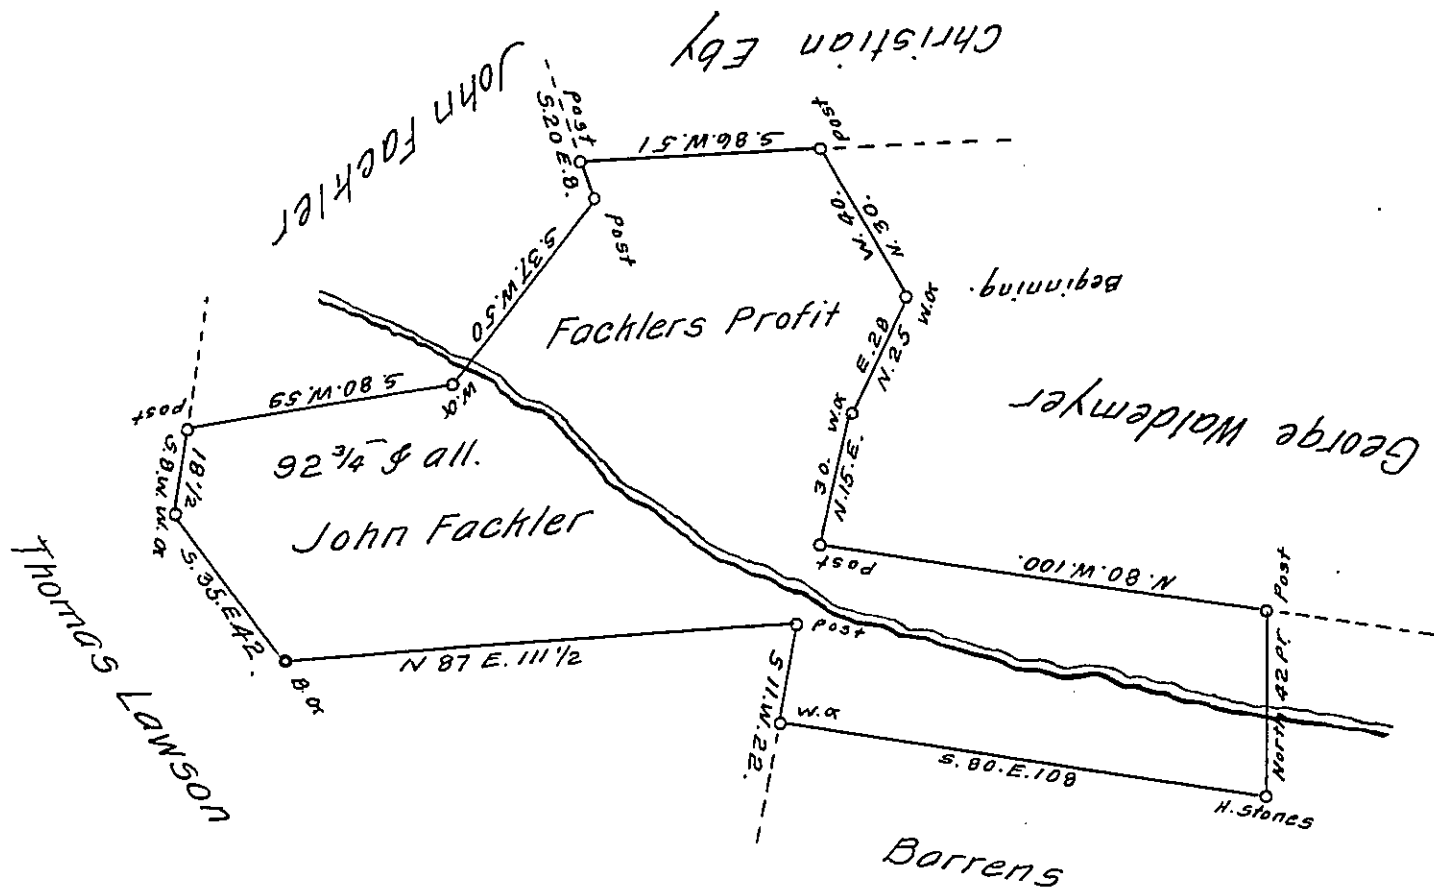 Christian Eby
John Fackler
Post
S.20 E.8.
S.86.W.51
Post
post
N.30.
W.40.
S.37.W.50
Beginning.
W.α
Facklers Profit
E.28
N.25
W.α
George Waldemyer
S.80.W.59
W.α
post
18 1/2
S.8.W.W.α
92 3/4 & all.
John Fackler
30.
N.15.E.
post
N.80.W.100.
Post
S.35.E.42.
Thomas Lawson
B.α
N 87 E. 111 1/2
Post
S 11.W.22.
W.α
S.80.E.108
North 42 Pr.
H. Stones
Barrens